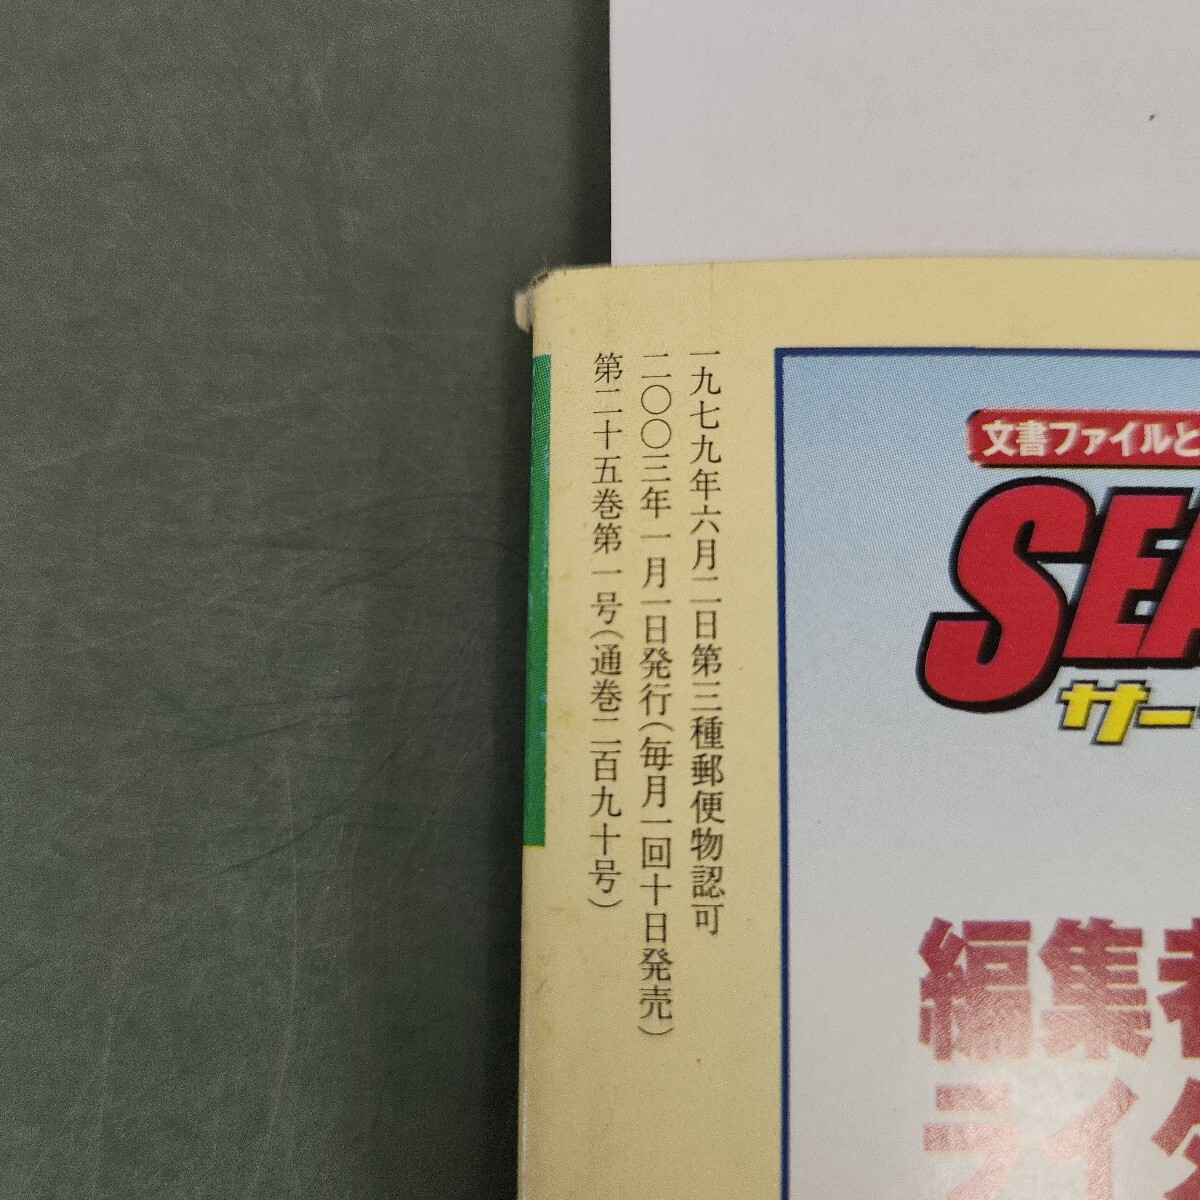 一九七九年六月二日第三種郵便物認可
二〇〇三年一月一日発行(毎月一回十日発売)
第二十五巻第一号(通巻二百九十号)
文書ファイルと
SEA
サー
編集者
ライタ